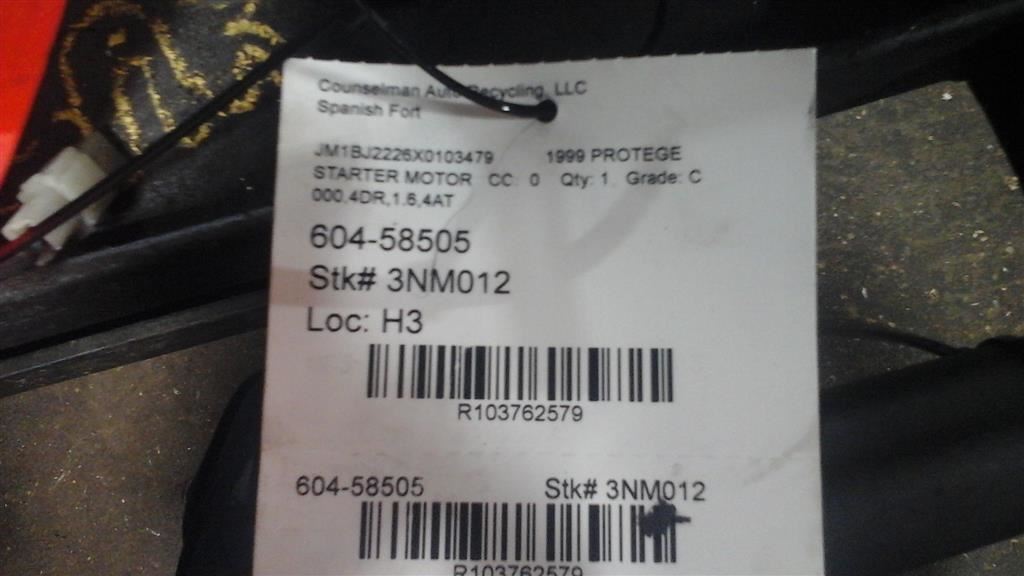 Counselman Auto Recycling, LLC
Spanish Fort
JM1BJ2226X0103479 1999 PROTEGE
STARTER MOTOR CC: 0 Qty: 1 Grade: C
000,4DR,1.6,4AT
604-58505
Stk# 3NM012
Loc: H3
R103762579
604-58505 Stk# 3NM012
R103762579